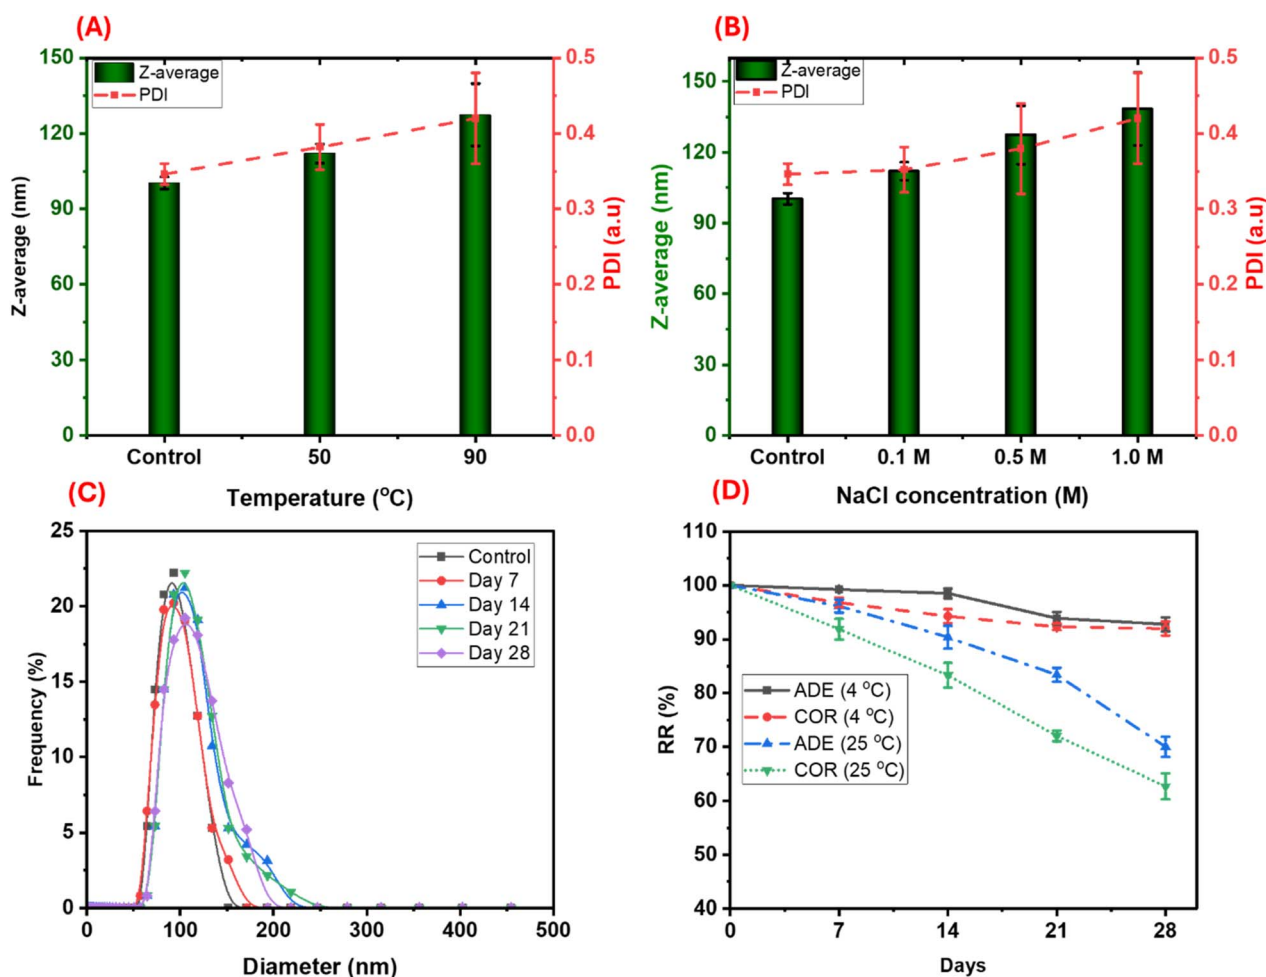 (A)
Z-average
PDI
150
120
90
60
30
0
Z-average (nm)
0.5
0.4
0.3
0.2
0.1
0.0
PDI (a.u)
Control 50 90
Temperature (°C)
(B)
Z-average
PDI
150
120
90
60
30
0
Z-average (nm)
0.5
0.4
0.3
0.2
0.1
0.0
PDI (a.u)
Control 0.1 M 0.5 M 1.0 M
NaCl concentration (M)
(C)
25
20
15
10
5
0
Frequency (%)
Control
Day 7
Day 14
Day 21
Day 28
0 100 200 300 400 500
Diameter (nm)
(D)
110
100
90
80
70
60
50
40
RR (%)
ADE (4 °C)
COR (4 °C)
ADE (25 °C)
COR (25 °C)
0 7 14 21 28
Days